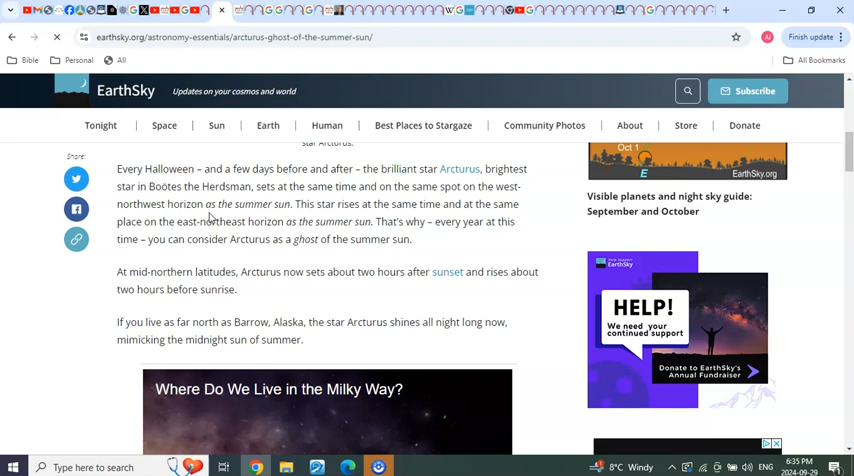 Finish update
earthsky.org/astronomy-essentials/arcturus-ghost-of-the-summer-sun/
AI
Bible
Personal
All
All Bookmarks
EarthSky
Updates on your cosmos and world
Subscribe
Tonight
Space
Sun
Earth
Human
Best Places to Stargaze
Community Photos
About
Store
Donate
Share:
star Arcturus.
Every Halloween – and a few days before and after – the brilliant star Arcturus, brightest
star in Boötes the Herdsman, sets at the same time and on the same spot on the west-
northwest horizon as the summer sun. This star rises at the same time and at the same
place on the east-northeast horizon as the summer sun. That's why – every year at this
time – you can consider Arcturus as a ghost of the summer sun.
At mid-northern latitudes, Arcturus now sets about two hours after sunset and rises about
two hours before sunrise.
If you live as far north as Barrow, Alaska, the star Arcturus shines all night long now,
mimicking the midnight sun of summer.
Where Do We Live in the Milky Way?
Oct 1
E
EarthSky.org
Visible planets and night sky guide:
September and October
EarthSky
HELP!
We need your
continued support
Donate to EarthSky's
Annual Fundraiser
Type here to search
8°C Windy
ENG
6:35 PM
2024-09-29